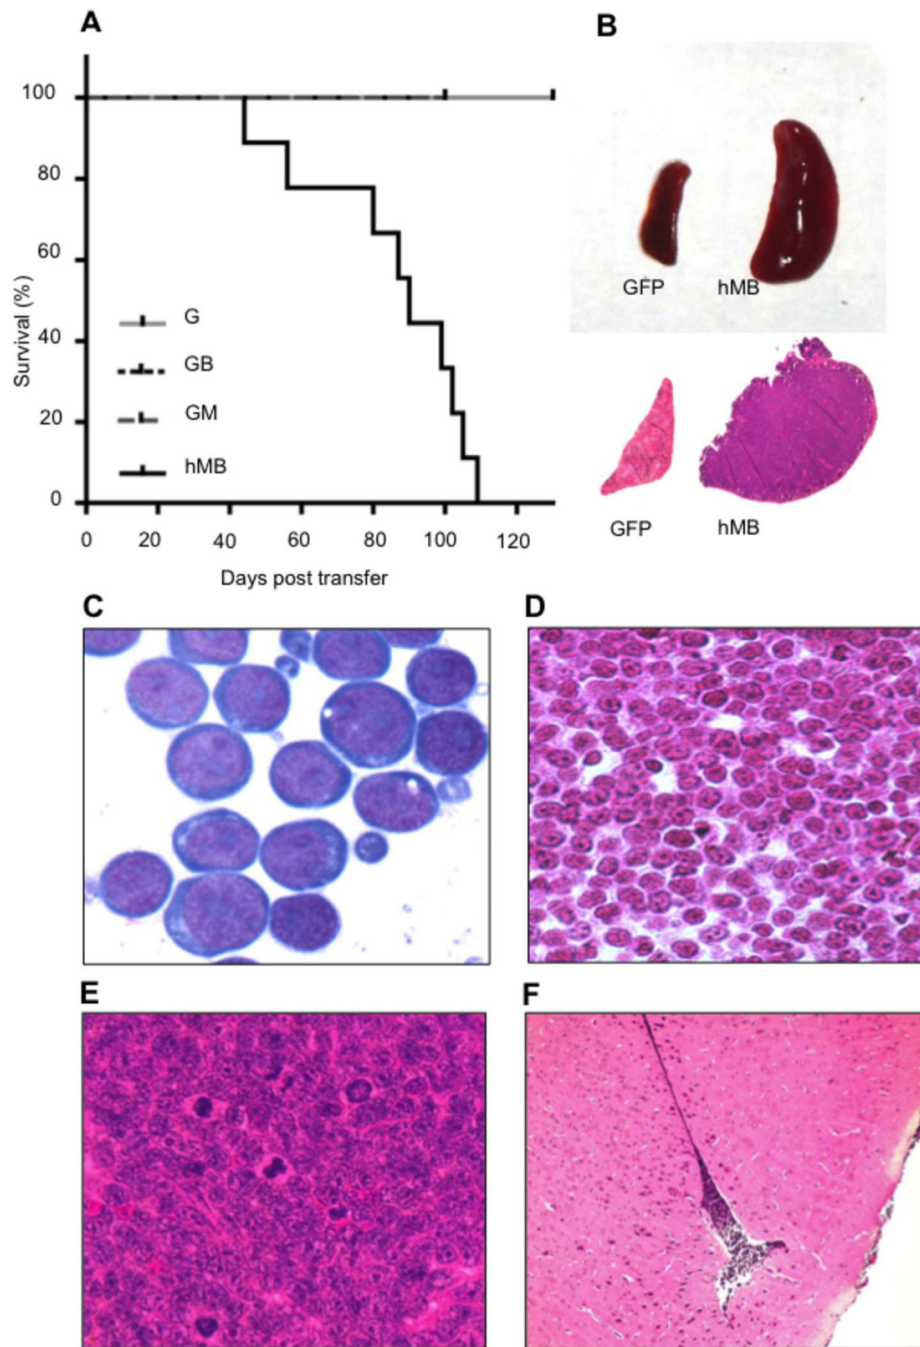 A
100
80
60
40
20
0
Survival (%)
G
GB
GM
hMB
0 20 40 60 80 100 120
Days post transfer
B
GFP hMB
GFP hMB
C
D
E
F